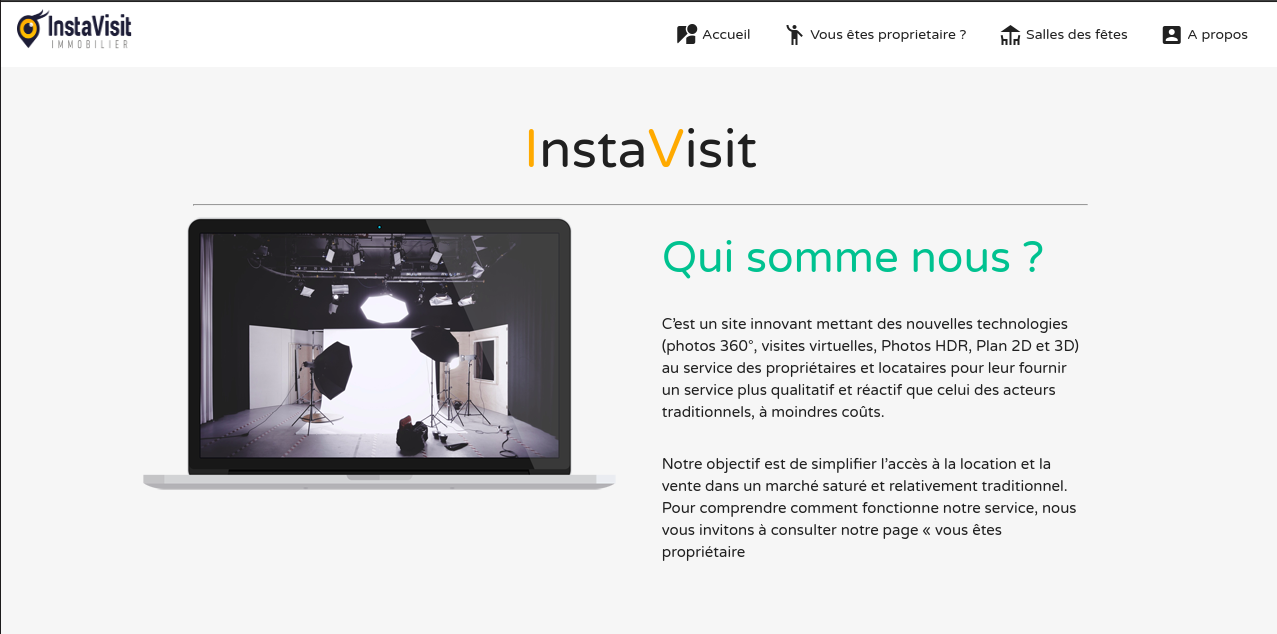 InstaVisit
IMMOBILIER
Accueil
Vous êtes proprietaire ?
Salles des fêtes
A propos
InstaVisit
Qui somme nous ?
C'est un site innovant mettant des nouvelles technologies
(photos 360°, visites virtuelles, Photos HDR, Plan 2D et 3D)
au service des propriétaires et locataires pour leur fournir
un service plus qualitatif et réactif que celui des acteurs
traditionnels, à moindres coûts.
Notre objectif est de simplifier l'accès à la location et la
vente dans un marché saturé et relativement traditionnel.
Pour comprendre comment fonctionne notre service, nous
vous invitons à consulter notre page « vous êtes
propriétaire